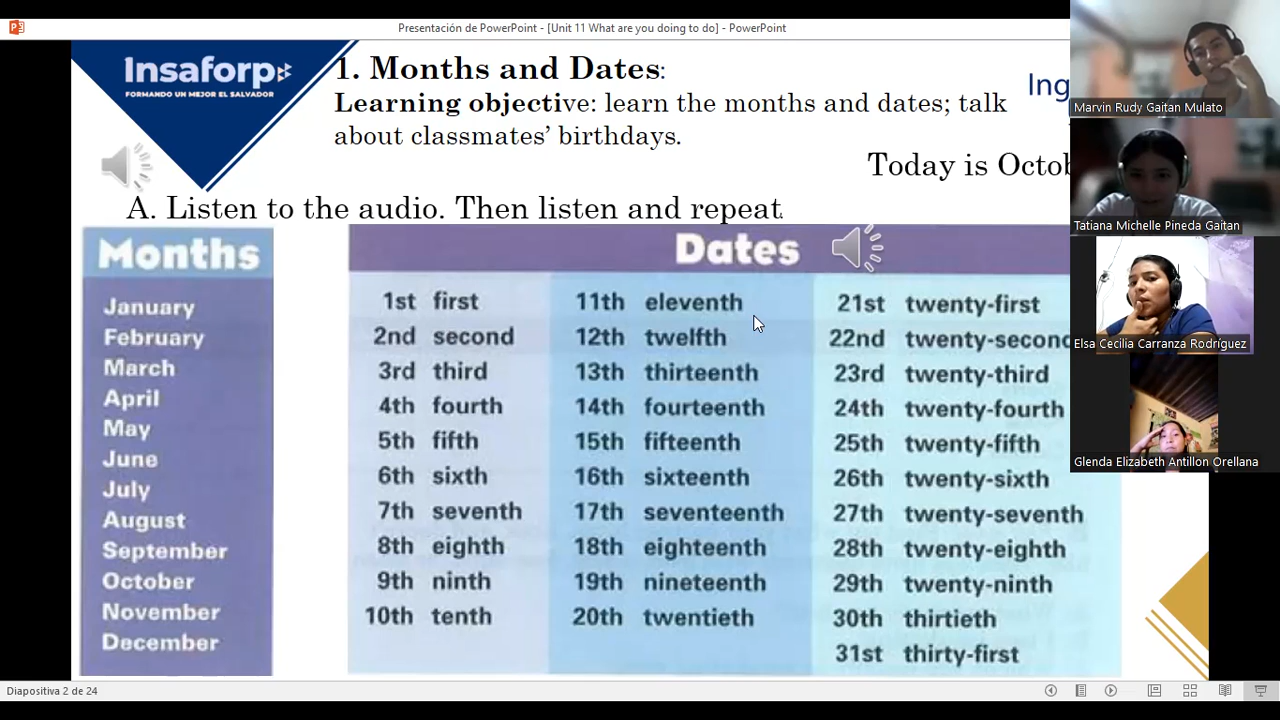 Presentación de PowerPoint - [Unit 11 What are you doing to do] - PowerPoint
Insaforp
FORMANDO UN MEJOR EL SALVADOR
1. Months and Dates:
Learning objective: learn the months and dates; talk
about classmates' birthdays.
Ing
Today is Octob
A. Listen to the audio. Then listen and repeat.
Months
January
February
March
April
May
June
July
August
September
October
November
December
Dates
1st first
2nd second
3rd third
4th fourth
5th fifth
6th sixth
7th seventh
8th eighth
9th ninth
10th tenth
11th eleventh
12th twelfth
13th thirteenth
14th fourteenth
15th fifteenth
16th sixteenth
17th seventeenth
18th eighteenth
19th nineteenth
20th twentieth
21st twenty-first
22nd twenty-second
23rd twenty-third
24th twenty-fourth
25th twenty-fifth
26th twenty-sixth
27th twenty-seventh
28th twenty-eighth
29th twenty-ninth
30th thirtieth
31st thirty-first
Marvin Rudy Gaitan Mulato
Tatiana Michelle Pineda Gaitan
Elsa Cecilia Carranza Rodríguez
Glenda Elizabeth Antillon Orellana
Diapositiva 2 de 24